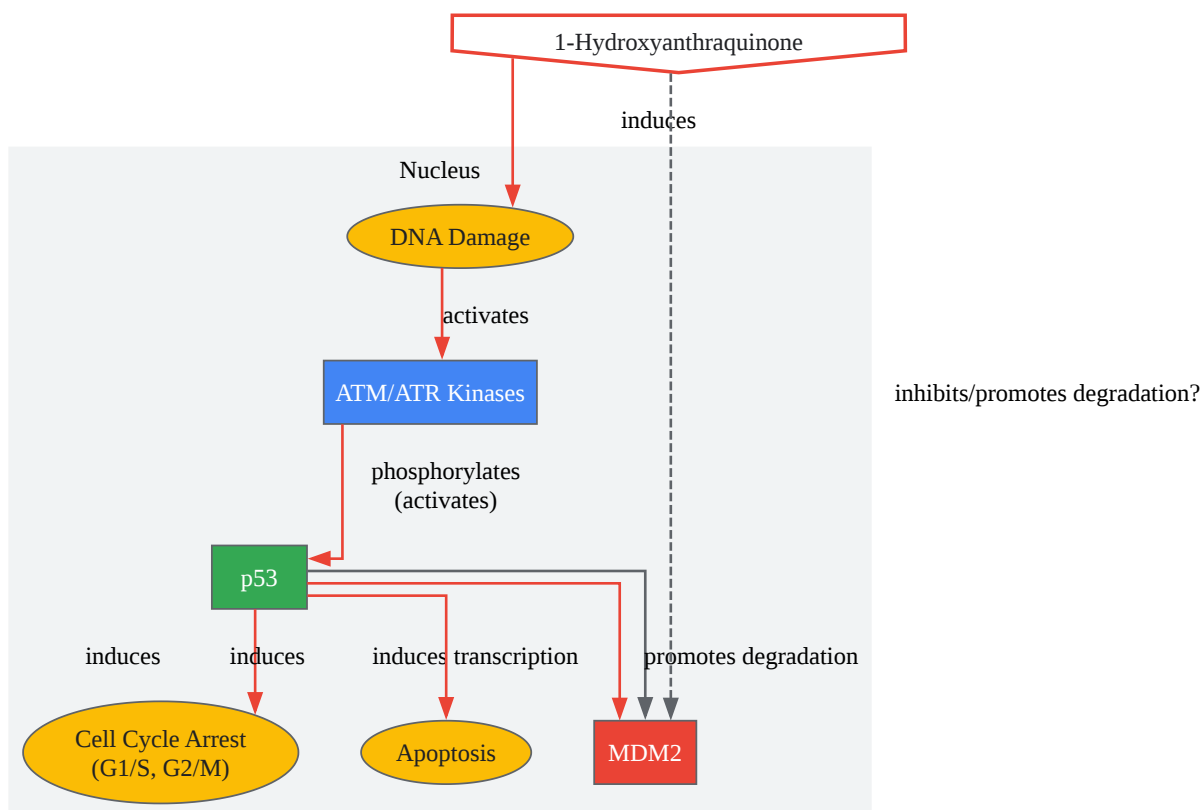 1-Hydroxyanthraquinone
induces
Nucleus
DNA Damage
activates
ATM/ATR Kinases
inhibits/promotes degradation?
phosphorylates
(activates)
p53
induces
induces
induces transcription
promotes degradation
Cell Cycle Arrest
(G1/S, G2/M)
Apoptosis
MDM2